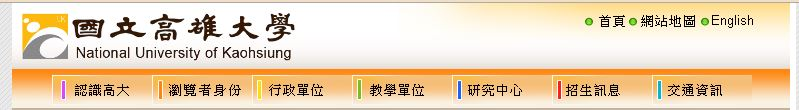 國立高雄大學
National University of Kaohsiung
首頁 網站地圖 English
認識高大 瀏覽者身份 行政單位 教學單位 研究中心 招生訊息 交通資訊